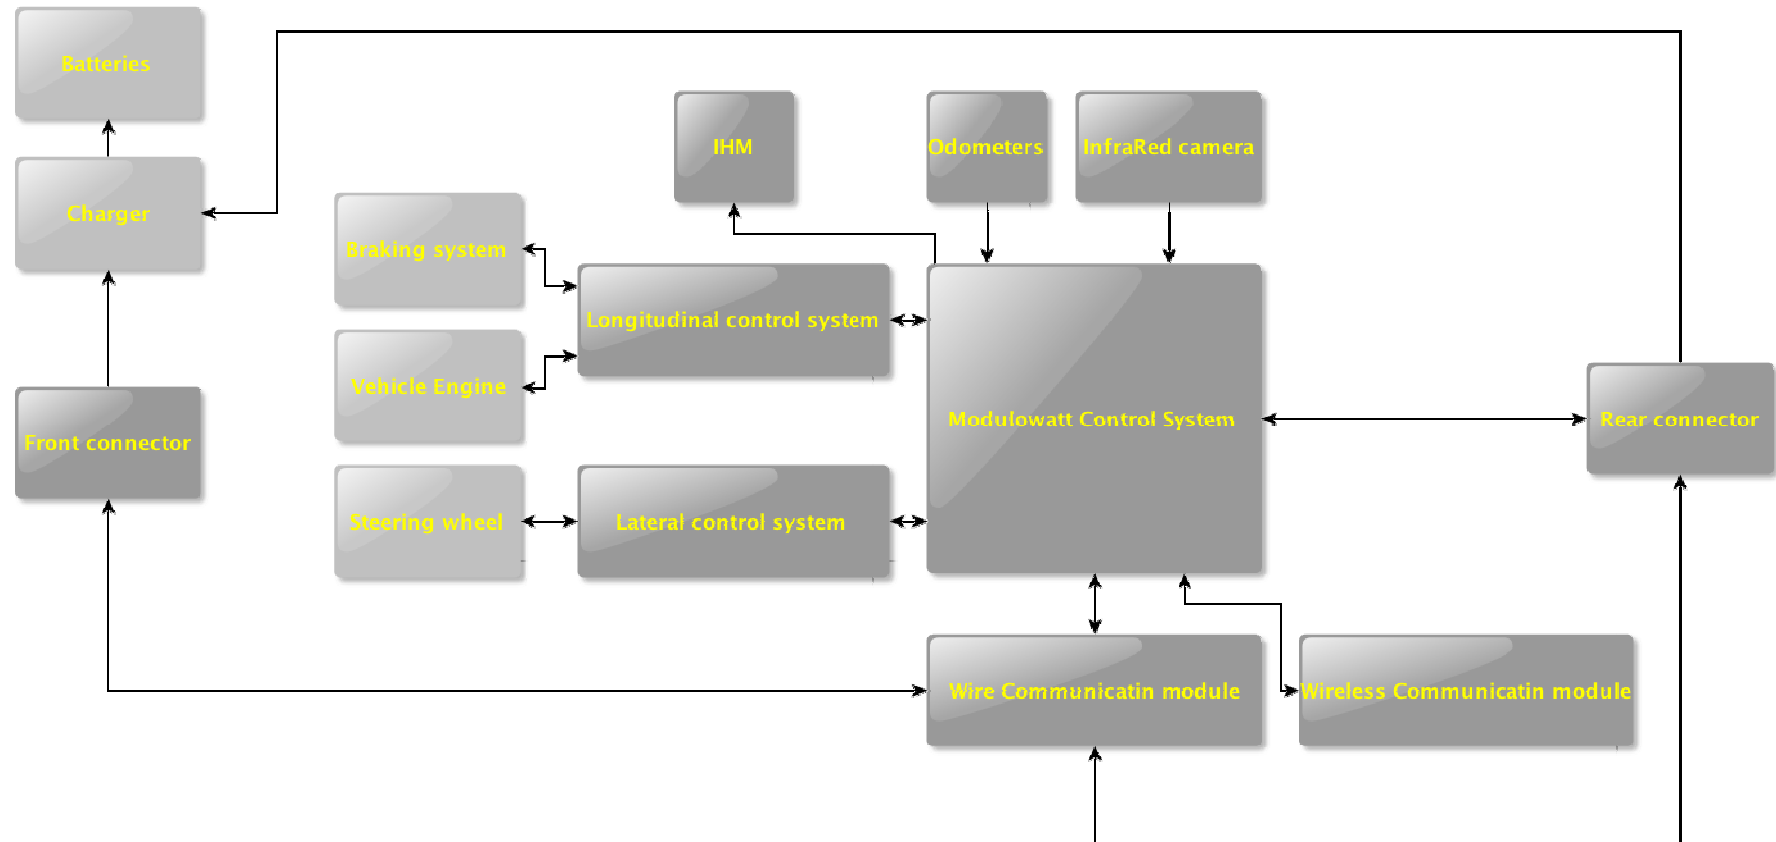 Batteries
IHM
Odometers
InfraRed camera
Charger
Braking system
Longitudinal control system
Vehicle Engine
Modulowatt Control System
Rear connector
Front connector
Steering wheel
Lateral control system
Wire Communicatin module
Wireless Communicatin module